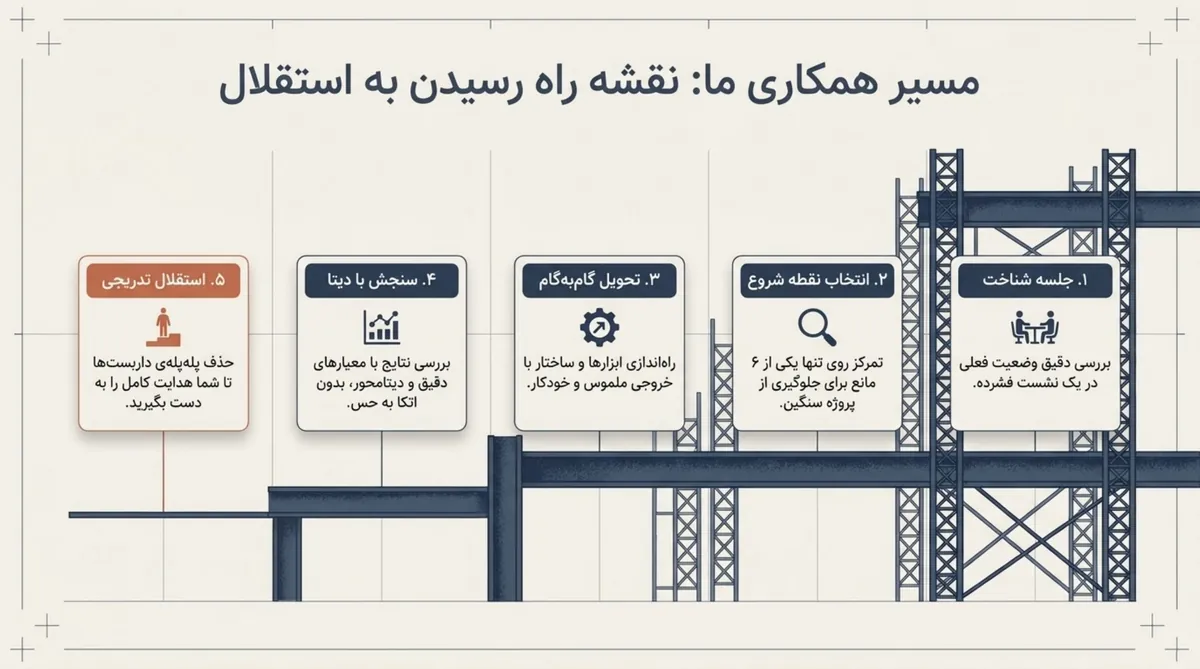 مسیر همکاری ما: نقشه راه رسیدن به استقلال
۱. جلسه شناخت
بررسی دقیق وضعیت فعلی
در یک نشست فشرده.
۲. انتخاب نقطه شروع
تمرکز روی تنها یکی از ۶
مانع برای جلوگیری از
پروژه سنگین.
۳. تحویل گام‌به‌گام
راه‌اندازی ابزارها و ساختار با
خروجی ملموس و خودکار.
۴. سنجش با دیتا
بررسی نتایج با معیارهای
دقیق و دیتامحور، بدون
اتکا به حس.
۵. استقلال تدریجی
حذف پله‌پله‌ی داربست‌ها
تا شما هدایت کامل را به
دست بگیرید.